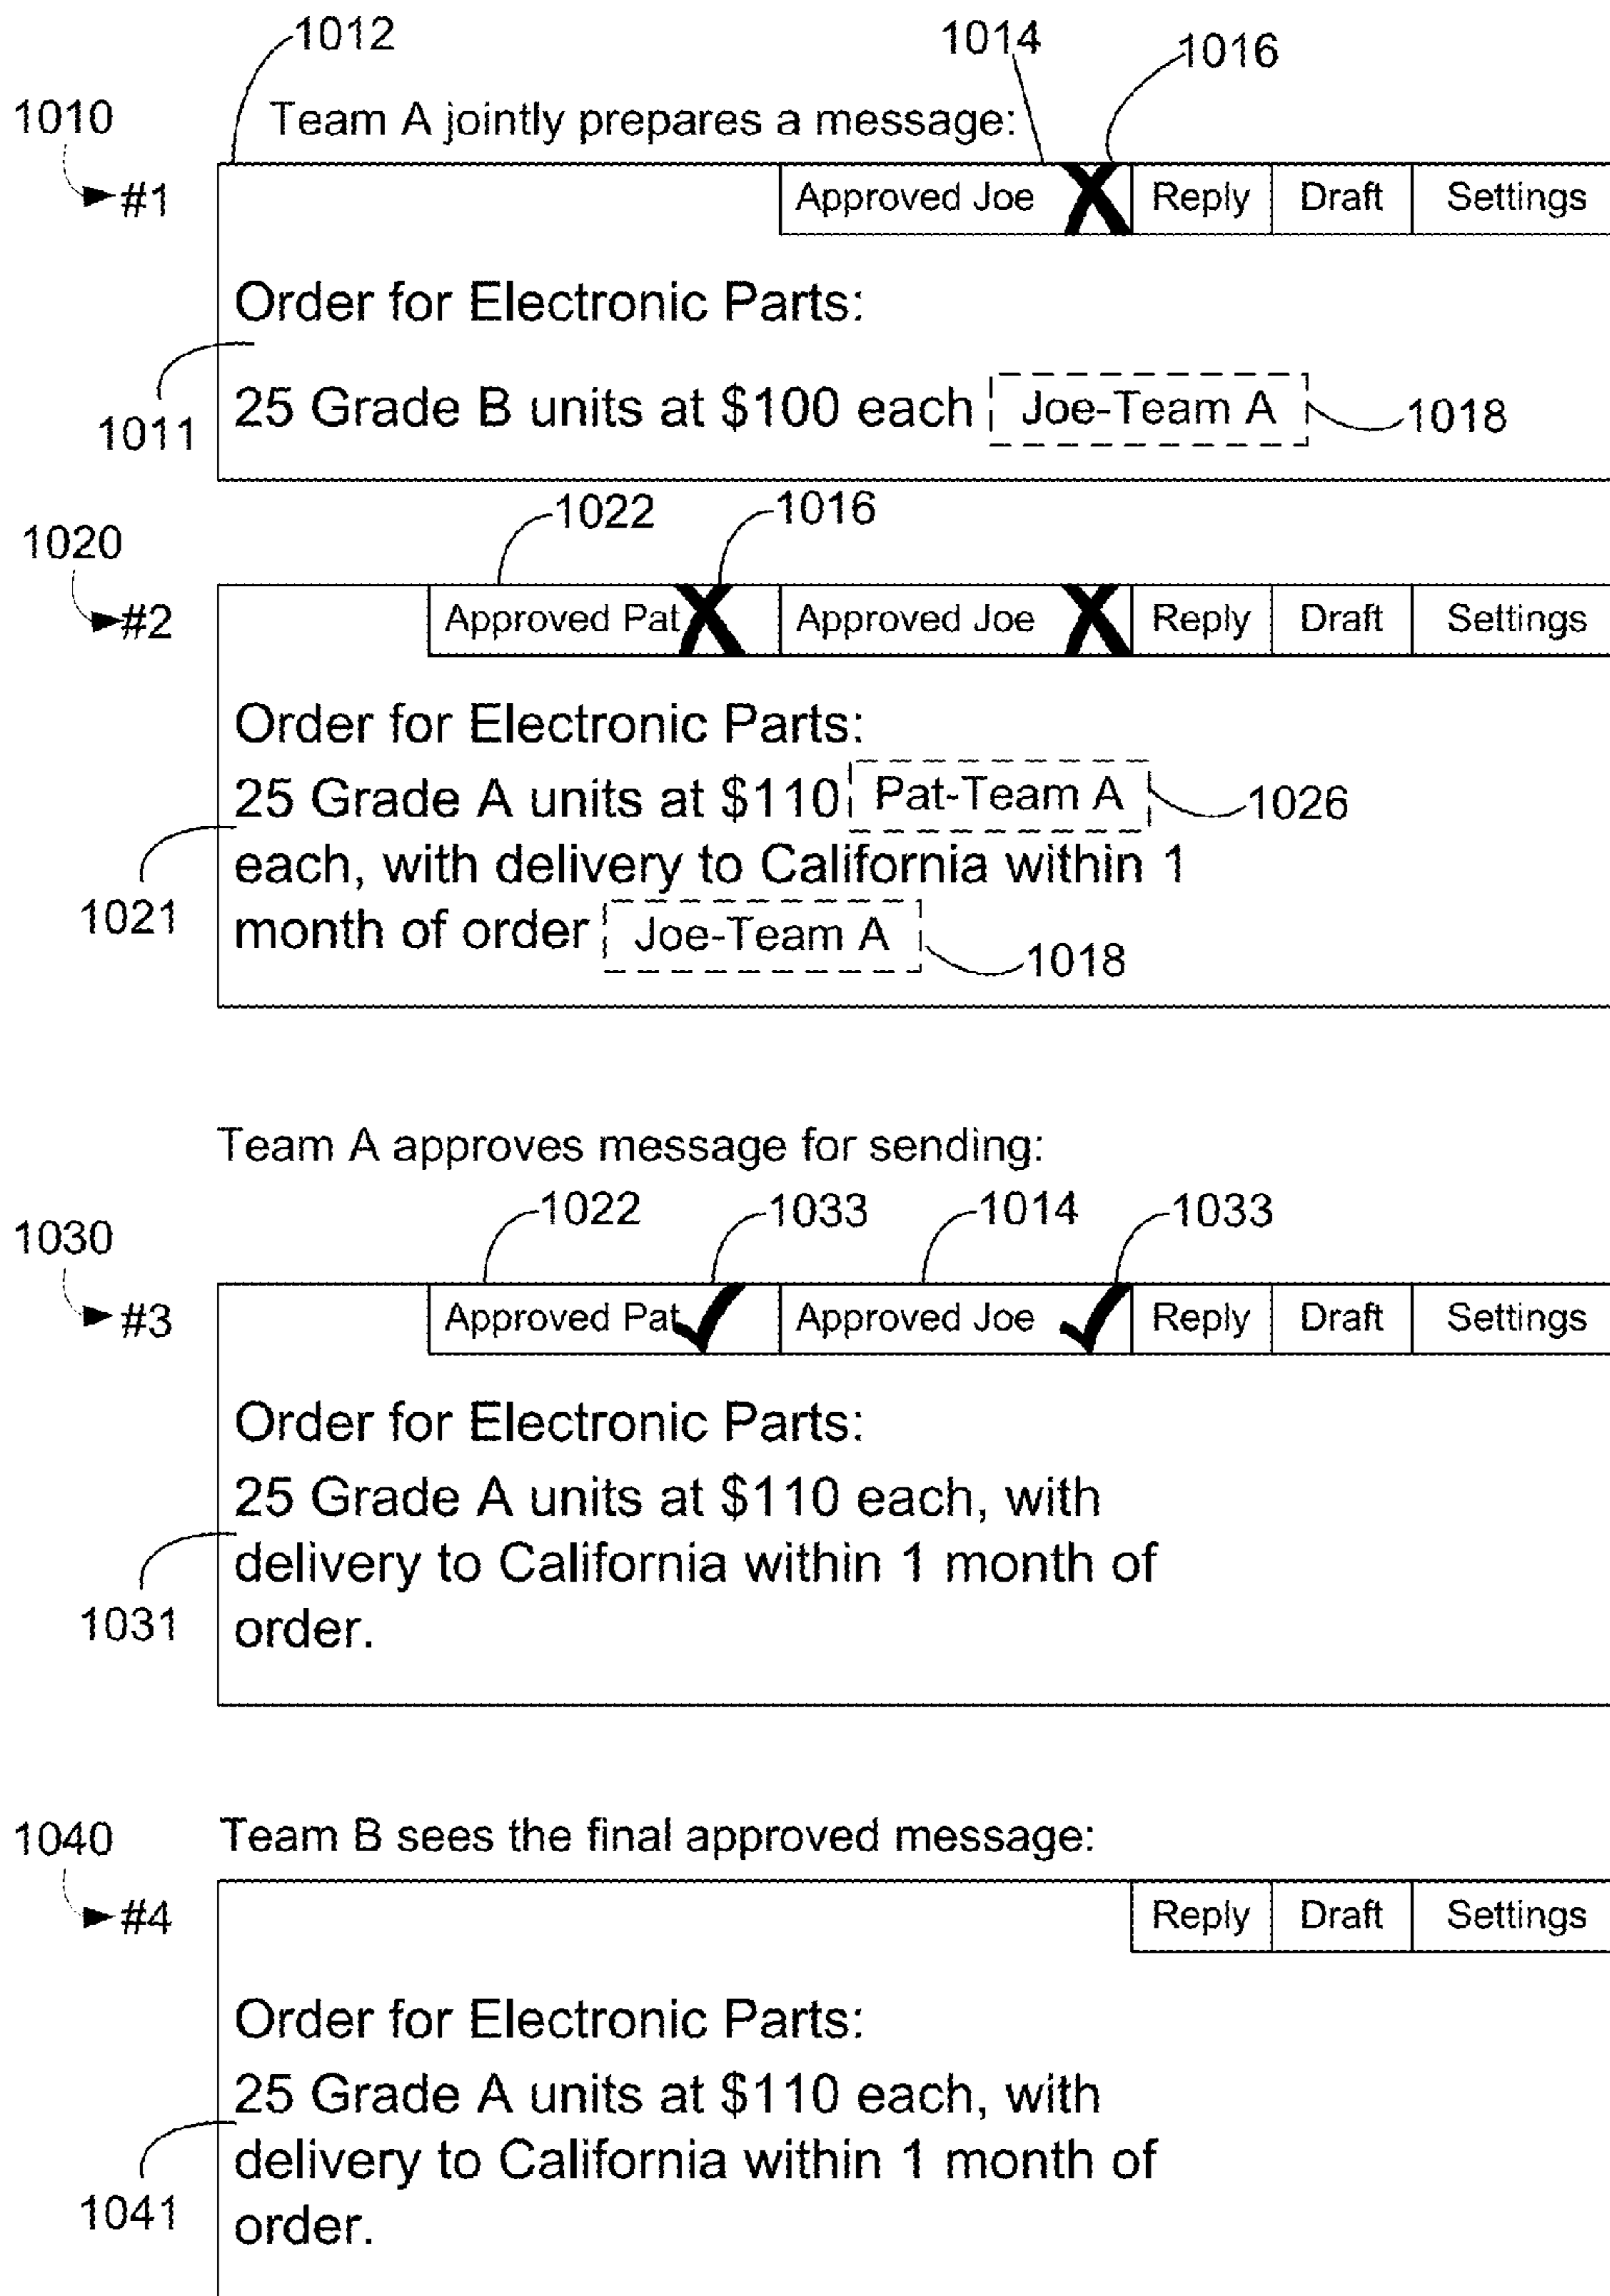 1012
1014
1016
1010
Team A jointly prepares a message:
#1
Approved Joe X Reply Draft Settings
Order for Electronic Parts:
1011
25 Grade B units at $100 each Joe-Team A 1018
1022
1016
1020
#2
Approved Pat X Approved Joe X Reply Draft Settings
Order for Electronic Parts:
25 Grade A units at $110 Pat-Team A 1026
each, with delivery to California within 1
1021
month of order Joe-Team A 1018
Team A approves message for sending:
1022
1033
1014
1033
1030
#3
Approved Pat ✓ Approved Joe ✓ Reply Draft Settings
Order for Electronic Parts:
25 Grade A units at $110 each, with
delivery to California within 1 month of
1031
order.
1040
Team B sees the final approved message:
#4
Reply Draft Settings
Order for Electronic Parts:
25 Grade A units at $110 each, with
delivery to California within 1 month of
1041
order.